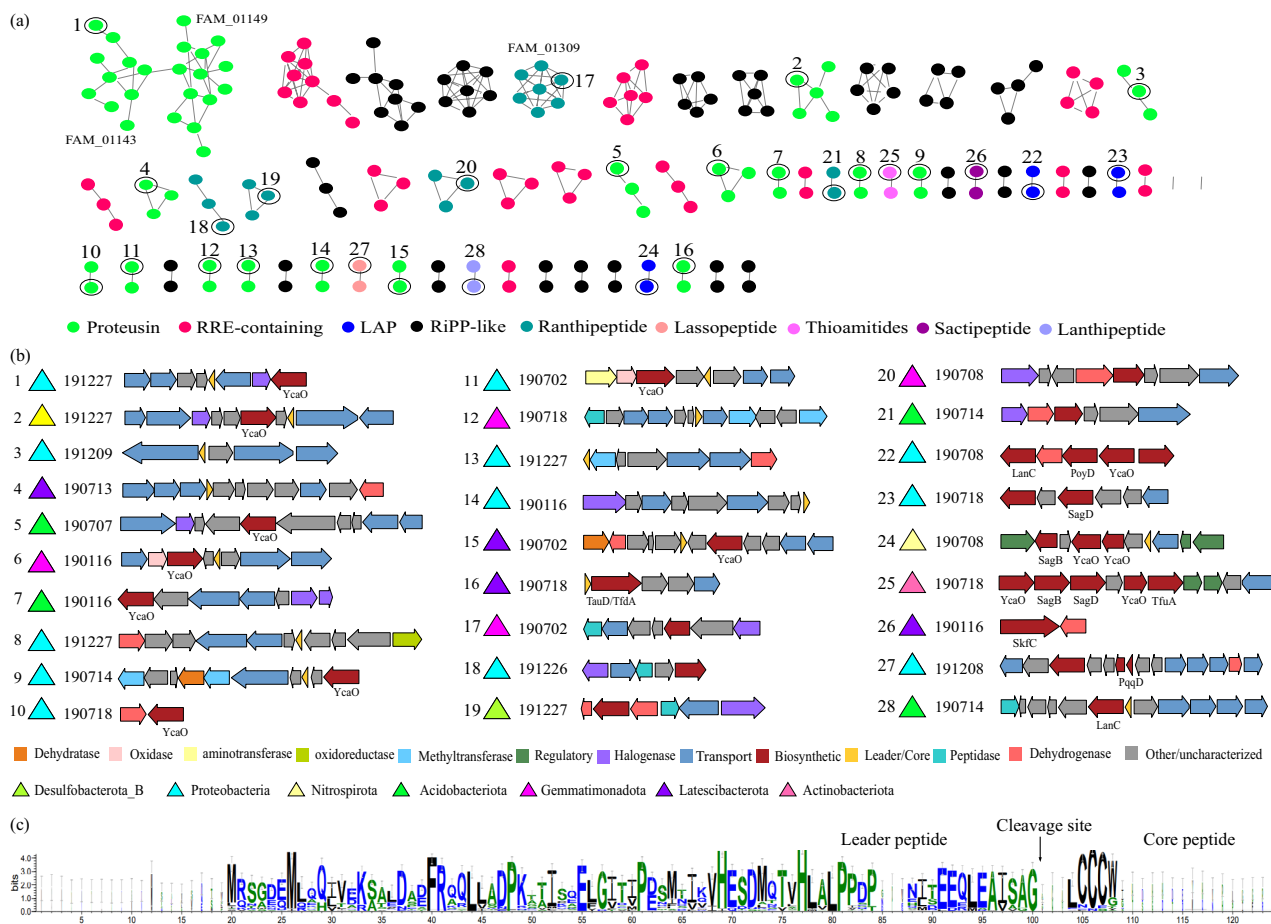 (a)
1
FAM_01149
FAM_01309
17
2
3
FAM_01143
4
18
19
20
5
6
7
21
8
25
9
26
22
23
10
11
12
13
14
27
15
28
24
16
Proteusin RRE-containing LAP RiPP-like Ranthipeptide Lassopeptide Thioamitides Sactipeptide Lanthipeptide
(b)
1 191227
YcaO
2 191227
YcaO
3 191209
4 190713
5 190707
YcaO
6 190116
YcaO
7 190116
YcaO
8 191227
9 190714
YcaO
10 190718
YcaO
11 190702
YcaO
12 190718
13 191227
14 190116
15 190702
YcaO
16 190718
TauD/TfdA
17 190702
18 191226
19 191227
20 190708
21 190714
22 190708
LanC PoyD YcaO
23 190718
SagD
24 190708
SagB YcaO YcaO
25 190718
YcaO SagB SagD YcaO TfuA
26 190116
SkfC
27 191208
PqqD
28 190714
LanC
Dehydratase Oxidase aminotransferase oxidoreductase Methyltransferase Regulatory Halogenase Transport Biosynthetic Leader/Core Peptidase Dehydrogenase Other/uncharacterized
Desulfobacterota_B Proteobacteria Nitrospirota Acidobacteriota Gemmatimonadota Latescibacterota Actinobacteriota
(c)
Leader peptide Cleavage site Core peptide
4.0
3.0
2.0
1.0
0.0
bits
5 10 15 20 25 30 35 40 45 50 55 60 65 70 75 80 85 90 95 100 105 110 115 120